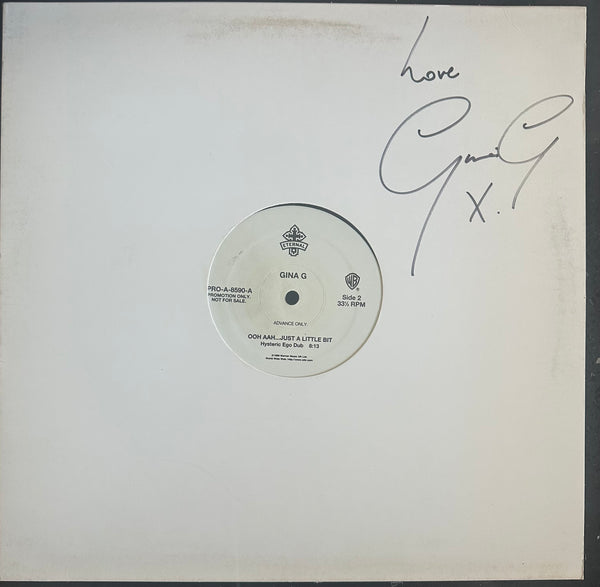 Love
Gina G
X.
ETERNAL
GINA G
PRO-A-8590-A
PROMOTION ONLY.
NOT FOR SALE.
WB
Side 2
33⅓ RPM
ADVANCE ONLY.
OOH AAH...JUST A LITTLE BIT
Hysteric Ego Dub 8:13